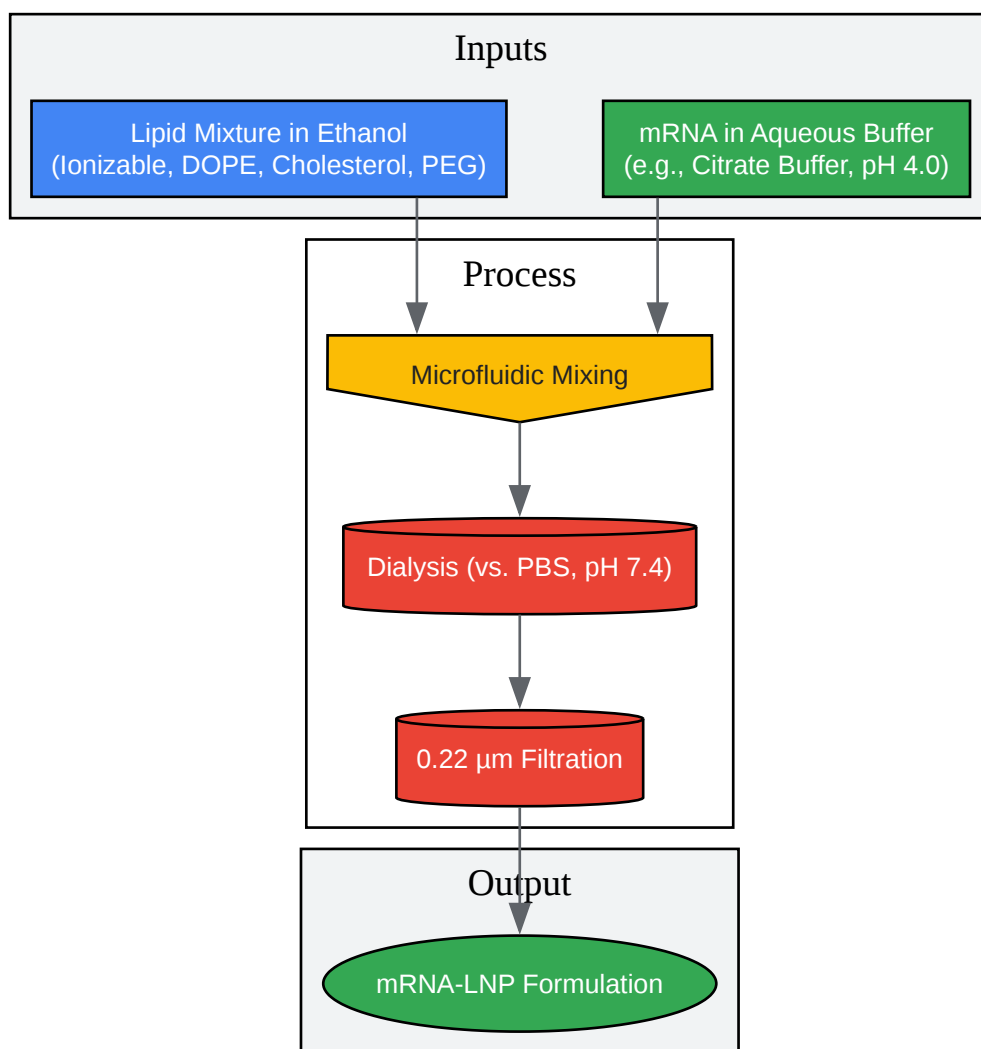 Inputs
Lipid Mixture in Ethanol
(Ionizable, DOPE, Cholesterol, PEG)
mRNA in Aqueous Buffer
(e.g., Citrate Buffer, pH 4.0)
Process
Microfluidic Mixing
Dialysis (vs. PBS, pH 7.4)
0.22 µm Filtration
Output
mRNA-LNP Formulation